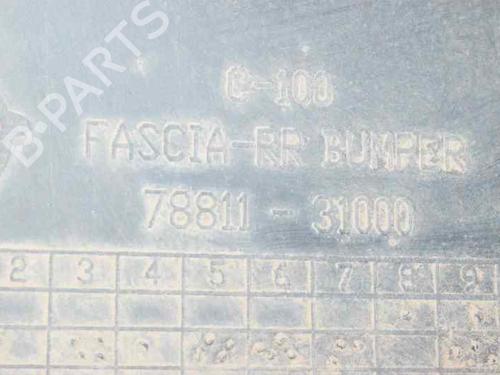 B-PARTS
C-100
FASCIA-RR BUMPER
78811-31000
2 3 4 5 6 7 8 9